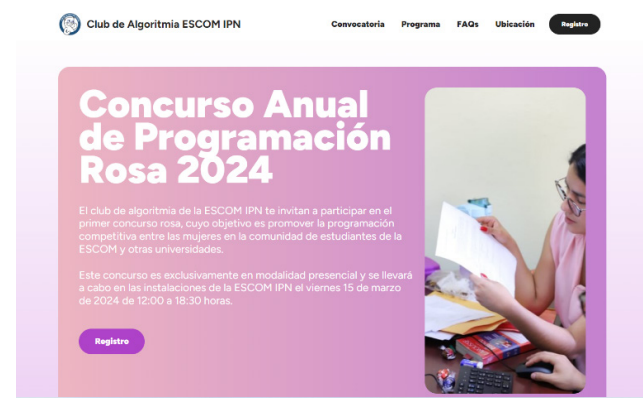 Club de Algoritmia ESCOM IPN
Convocatoria Programa FAQs Ubicación Registro
Concurso Anual
de Programación
Rosa 2024
El club de algoritmia de la ESCOM IPN te invitan a participar en el
primer concurso rosa, cuyo objetivo es promover la programación
competitiva entre las mujeres en la comunidad de estudiantes de la
ESCOM y otras universidades.
Este concurso es exclusivamente en modalidad presencial y se llevará
a cabo en las instalaciones de la ESCOM IPN el viernes 15 de marzo
de 2024 de 12:00 a 18:30 horas.
Registro